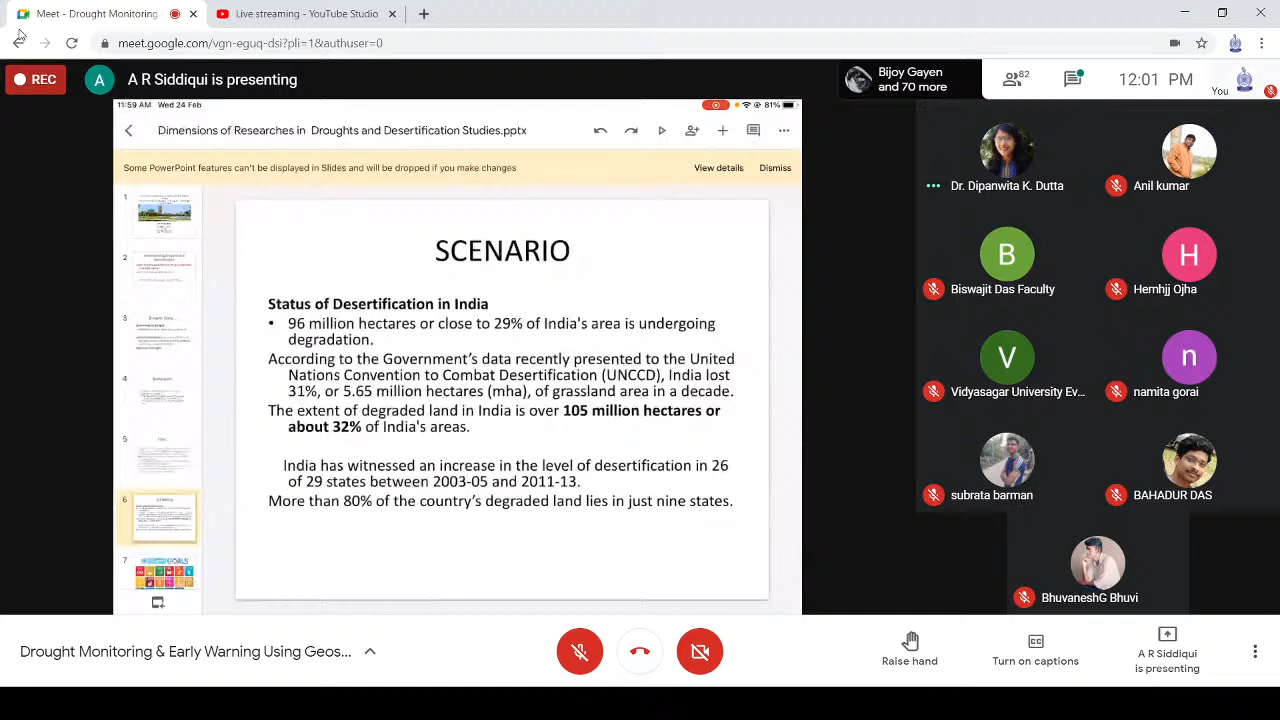 Meet - Drought Monitoring
Live streaming - YouTube Studio
meet.google.com/vgn-eguq-dsi?pli=1&authuser=0
REC
A
A R Siddiqui is presenting
Bijoy Gayen
and 70 more
82
12:01 PM
You
11:59 AM Wed 24 Feb
81%
Dimensions of Researches in Droughts and Desertification Studies.pptx
Some PowerPoint features can't be displayed in Slides and will be dropped if you make changes
View details
Dismiss
1
2
3
4
5
6
7
SCENARIO
Status of Desertification in India
• 96 million hectares or close to 29% of India's area is undergoing
degradation.
According to the Government's data recently presented to the United
Nations Convention to Combat Desertification (UNCCD), India lost
31%, or 5.65 million hectares (mha), of grassland area in a decade.
The extent of degraded land in India is over 105 million hectares or
about 32% of India's areas.
India has witnessed an increase in the level of desertification in 26
of 29 states between 2003-05 and 2011-13.
More than 80% of the country's degraded land lies in just nine states.
Dr. Dipanwita
Anil kumar
B
Biswajit Das Faculty
H
Hemhjj Ojha
V
Vidyasagar University Ev...
n
namita gorai
subrata jana
BAHADUR DAS
BhuvaneshG Bhuvi
Drought Monitoring & Early Warning Using Geos...
Raise hand
Turn on captions
A R Siddiqui
is presenting